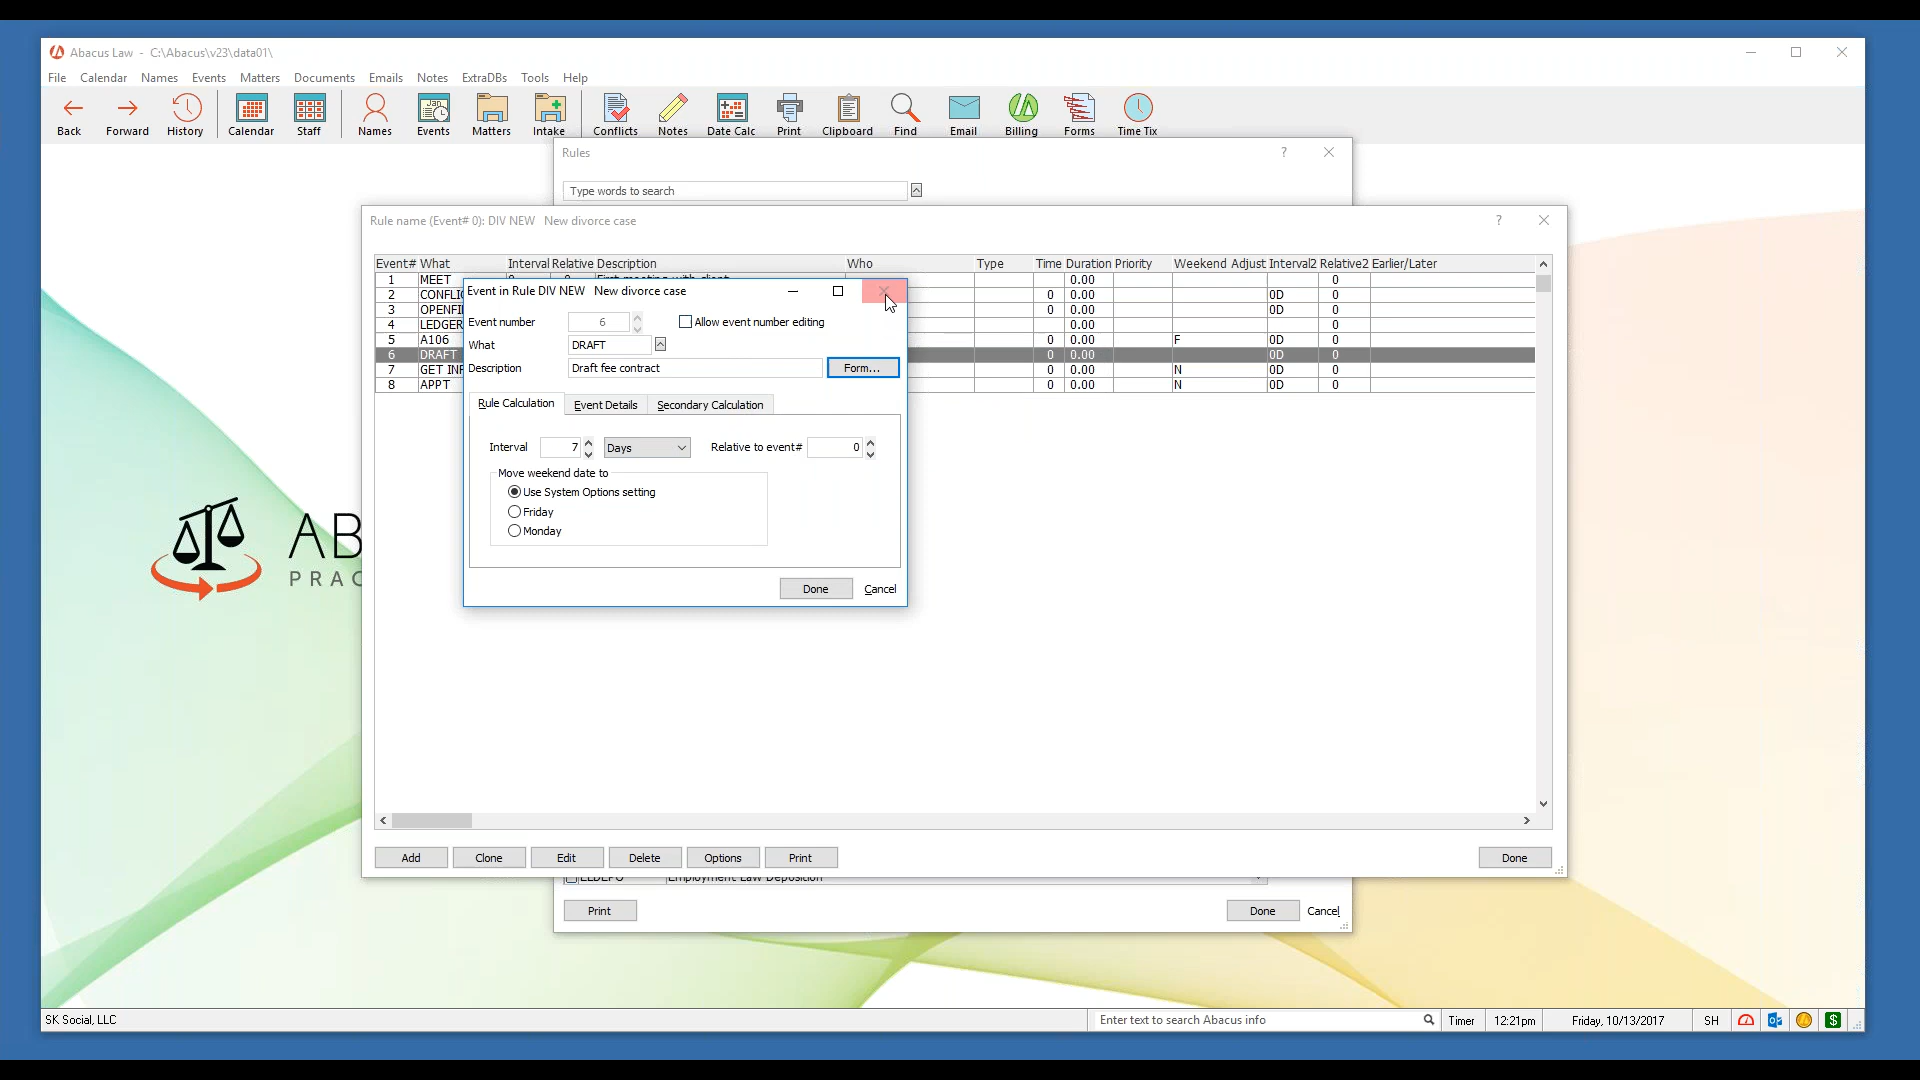 Abacus Law - C:\Abacus\v23\data01\
File Calendar Names Events Matters Documents Emails Notes ExtraDBs Tools Help
Back Forward History Calendar Staff Names Events Matters Intake Conflicts Notes Date Calc Print Clipboard Find Email Billing Forms Time Tix
Rules ?
Type words to search
Rule name (Event# 0): DIV NEW New divorce case ?
Event# What Interval Relative Description Who Type Time Duration Priority Weekend Adjust Interval2 Relative2 Earlier/Later
1 MEET 0.00 0
2 CONFLI 0 0.00 0D 0
3 OPENFI 0 0.00 0D 0
4 LEDGER 0.00 0
5 A106 0 0.00 F 0D 0
6 DRAFT 0 0.00 0D 0
7 GET INF 0 0.00 N 0D 0
8 APPT 0 0.00 N 0D 0
Event in Rule DIV NEW New divorce case
Event number 6 Allow event number editing
What DRAFT
Description Draft fee contract Form...
Rule Calculation Event Details Secondary Calculation
Interval 7 Days Relative to event# 0
Move weekend date to
Use System Options setting
Friday
Monday
Done Cancel
AB
PRAC
Add Clone Edit Delete Options Print Done
Print Done Cancel
SK Social, LLC Enter text to search Abacus info Timer 12:21pm Friday, 10/13/2017 SH